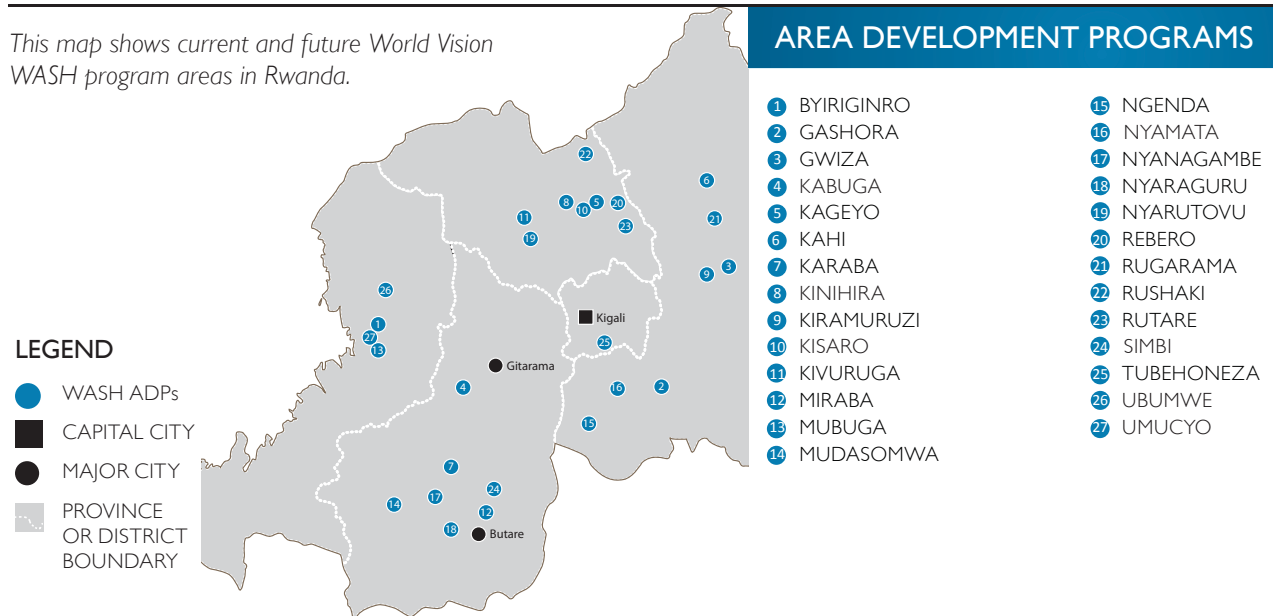 This map shows current and future World Vision
WASH program areas in Rwanda.
AREA DEVELOPMENT PROGRAMS
1 BYIRIGINRO
2 GASHORA
3 GWIZA
4 KABUGA
5 KAGEYO
6 KAHI
7 KARABA
8 KINIHIRA
9 KIRAMURUZI
10 KISARO
11 KIVURUGA
12 MIRABA
13 MUBUGA
14 MUDASOMWA
15 NGENDA
16 NYAMATA
17 NYANAGAMBE
18 NYARAGURU
19 NYARUTOVU
20 REBERO
21 RUGARAMA
22 RUSHAKI
23 RUTARE
24 SIMBI
25 TUBEHONEZA
26 UBUMWE
27 UMUCYO
LEGEND
WASH ADPs
CAPITAL CITY
MAJOR CITY
PROVINCE
OR DISTRICT
BOUNDARY
22
6
8
5
20
10
11
21
23
19
3
9
26
Kigali
1
27
25
13
Gitarama
4
16
2
15
7
24
17
14
12
18
Butare